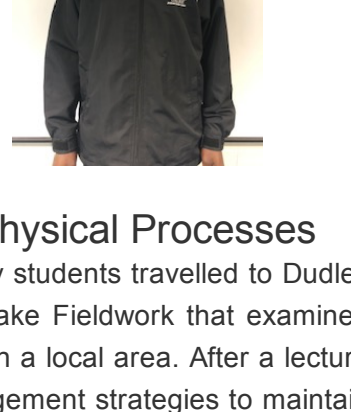 hysical Processes
y students travelled to Dudle
ake Fieldwork that examine
n a local area. After a lectur
gement strategies to maintai